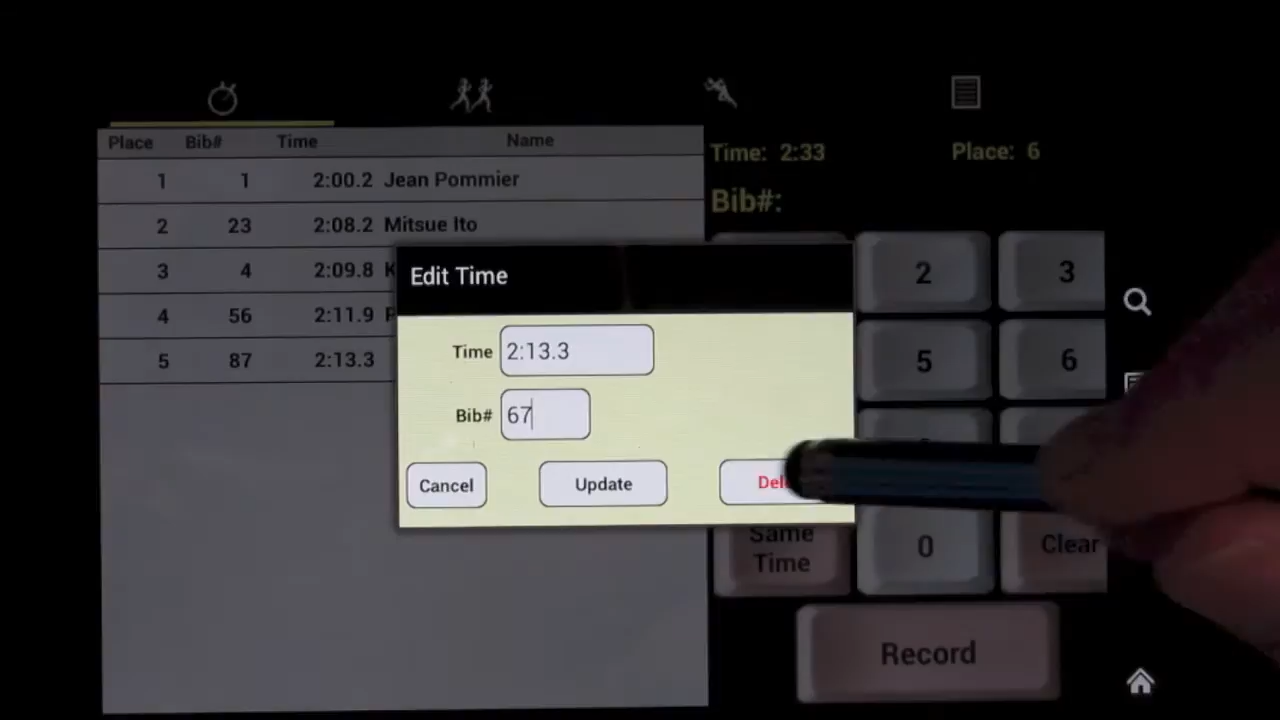 Place Bib# Time Name
1 1 2:00.2 Jean Pommier
2 23 2:08.2 Mitsue Ito
3 4 2:09.8
4 56 2:11.9
5 87 2:13.3
Time: 2:33 Place: 6
Bib#:
2 3
5 6
Same Time 0 Clear
Record
Edit Time
Time 2:13.3
Bib# 67
Cancel Update